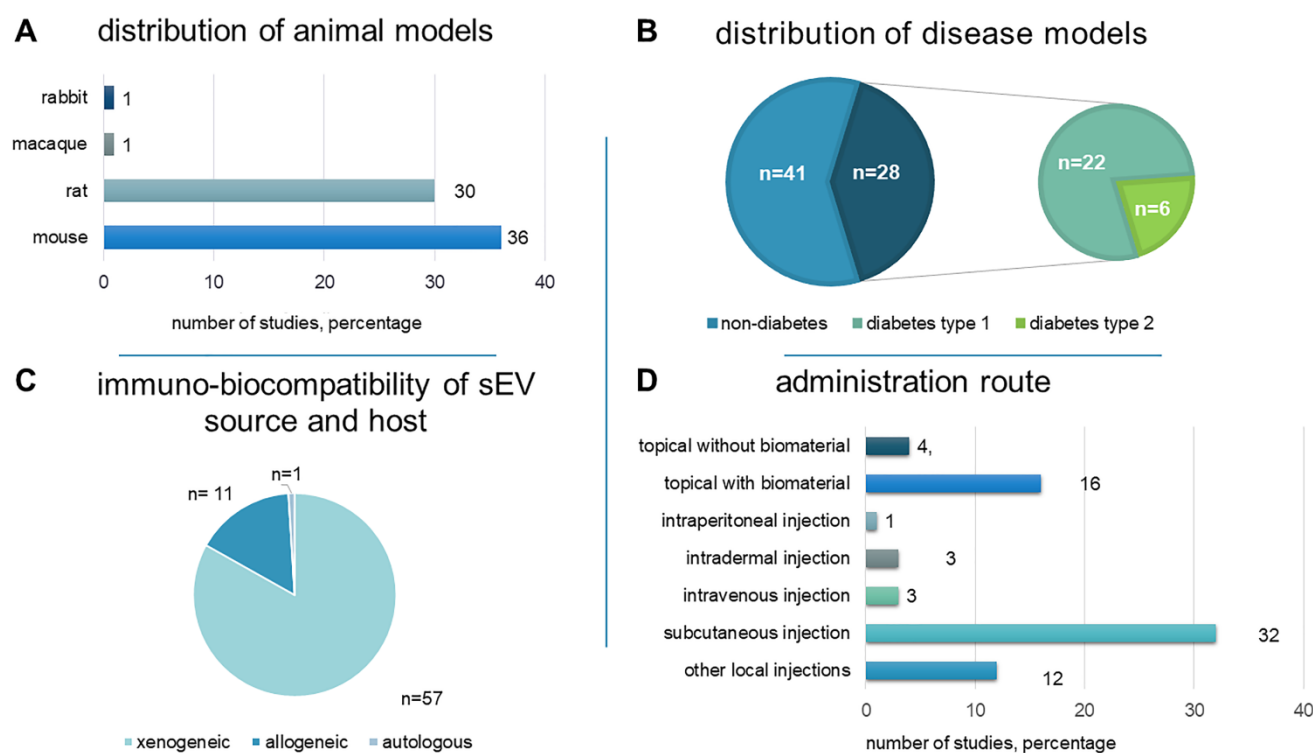 A distribution of animal models
rabbit 1
macaque 1
rat 30
mouse 36
0 10 20 30 40
number of studies, percentage
B distribution of disease models
n=41 n=28 n=22
n=6
non-diabetes diabetes type 1 diabetes type 2
C immuno-biocompatibility of sEV
source and host
n=1
n= 11
n=57
xenogeneic allogeneic autologous
D administration route
topical without biomaterial 4,
topical with biomaterial 16
intraperitoneal injection 1
intradermal injection 3
intravenous injection 3
subcutaneous injection 32
other local injections 12
0 10 20 30 40
number of studies, percentage